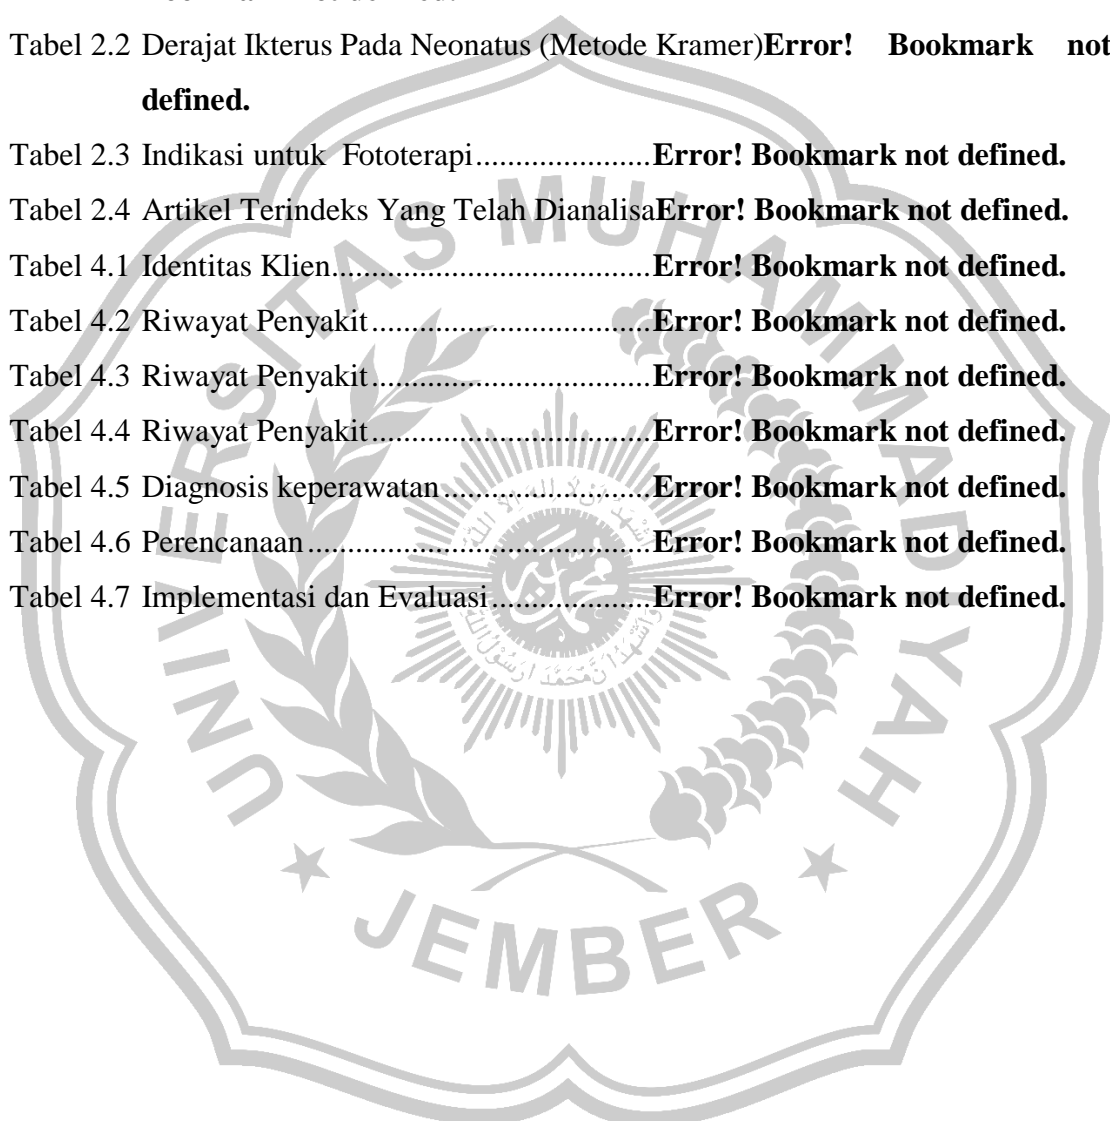 Tabel 2.2 Derajat Ikterus Pada Neonatus (Metode Kramer)Error! Bookmark not
defined.
Tabel 2.3 Indikasi untuk Fototerapi......................Error! Bookmark not defined.
Tabel 2.4 Artikel Terindeks Yang Telah DianalisaError! Bookmark not defined.
Tabel 4.1 Identitas Klien........................................Error! Bookmark not defined.
Tabel 4.2 Riwayat Penyakit...................................Error! Bookmark not defined.
Tabel 4.3 Riwayat Penyakit...................................Error! Bookmark not defined.
Tabel 4.4 Riwayat Penyakit...................................Error! Bookmark not defined.
Tabel 4.5 Diagnosis keperawatan..........................Error! Bookmark not defined.
Tabel 4.6 Perencanaan...........................................Error! Bookmark not defined.
Tabel 4.7 Implementasi dan Evaluasi....................Error! Bookmark not defined.
UNIVERSITAS MUHAMMADIYAH
JEMBER